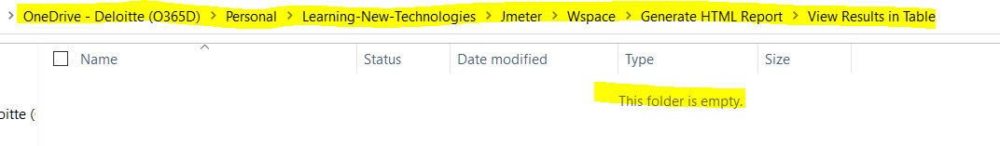 > OneDrive - Deloitte (O365D) > Personal > Learning-New-Technologies > Jmeter > Wspace > Generate HTML Report > View Results in Table
Name Status Date modified Type Size
This folder is empty.
oitte (